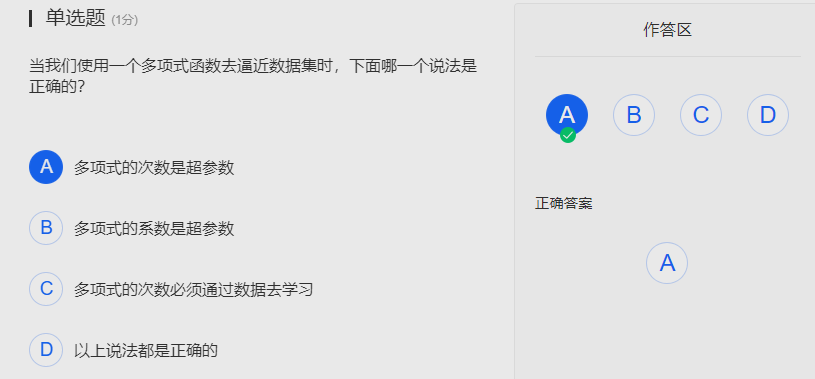 单选题 (1分)
当我们使用一个多项式函数去逼近数据集时，下面哪一个说法是
正确的?
A 多项式的次数是超参数
B 多项式的系数是超参数
C 多项式的次数必须通过数据去学习
D 以上说法都是正确的
作答区
A B C D
正确答案
A